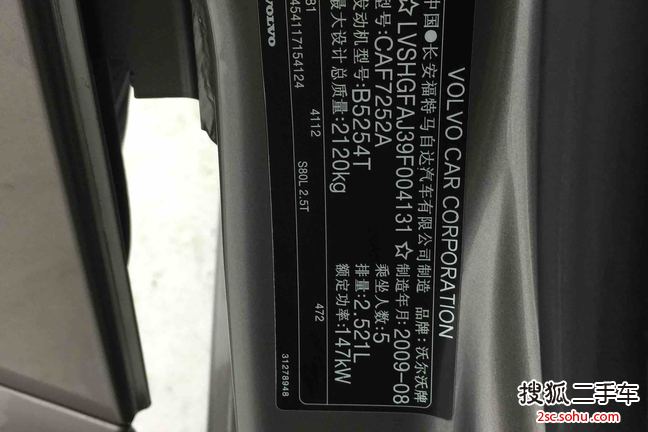 VOLVO CAR CORPORATION
中国●长安福特马自达汽车有限公司制造 品牌:沃尔沃牌
☆LVSHGFAJ39F004131☆ 制造年月:2009-08
CAF7252A 乘坐人数:5
发动机型号:B5254T 排量:2.521L
最大设计总质量:2120kg 额定功率:147kW
B1 4112 S80L 2.5T 472
454117154124
VOLVO 31278948
搜狐二手车
2sc.sohu.com